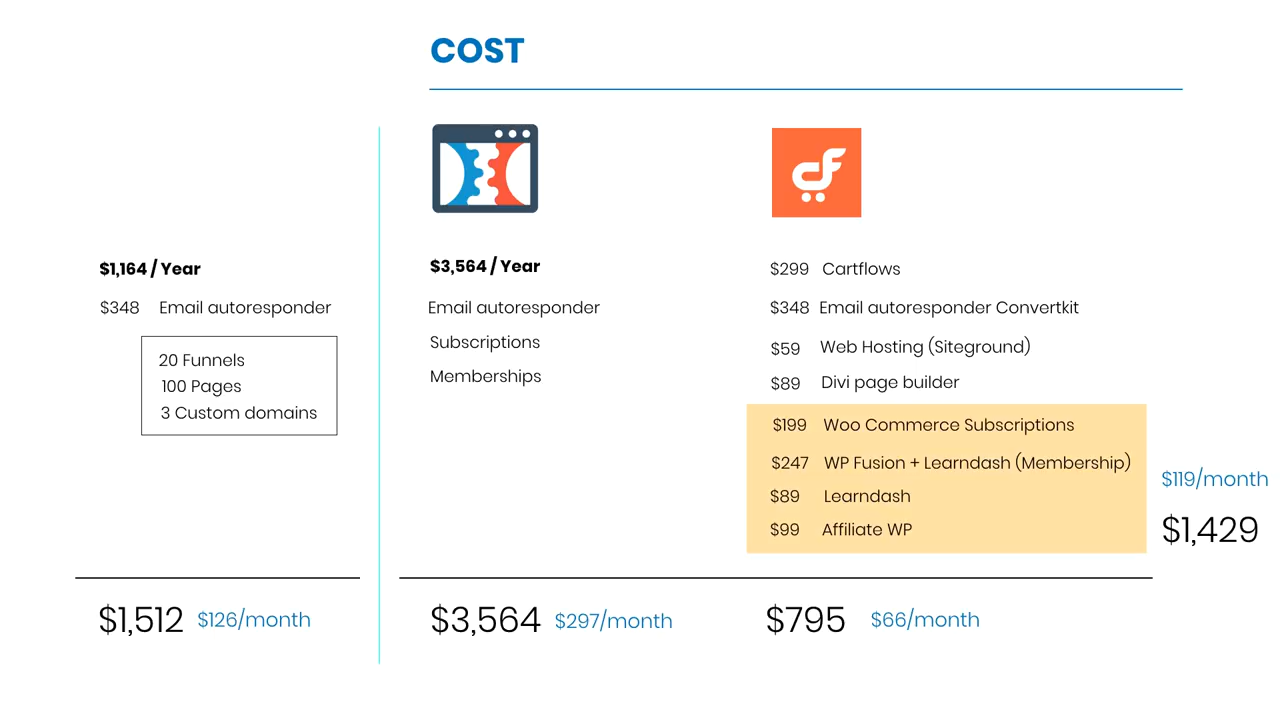 COST
$1,164 / Year
$348 Email autoresponder
20 Funnels
100 Pages
3 Custom domains
$1,512 $126/month
$3,564 / Year
Email autoresponder
Subscriptions
Memberships
$3,564 $297/month
cF
$299 Cartflows
$348 Email autoresponder Convertkit
$59 Web Hosting (Siteground)
$89 Divi page builder
$199 Woo Commerce Subscriptions
$247 WP Fusion + Learndash (Membership)
$89 Learndash
$99 Affiliate WP
$795 $66/month
$119/month
$1,429